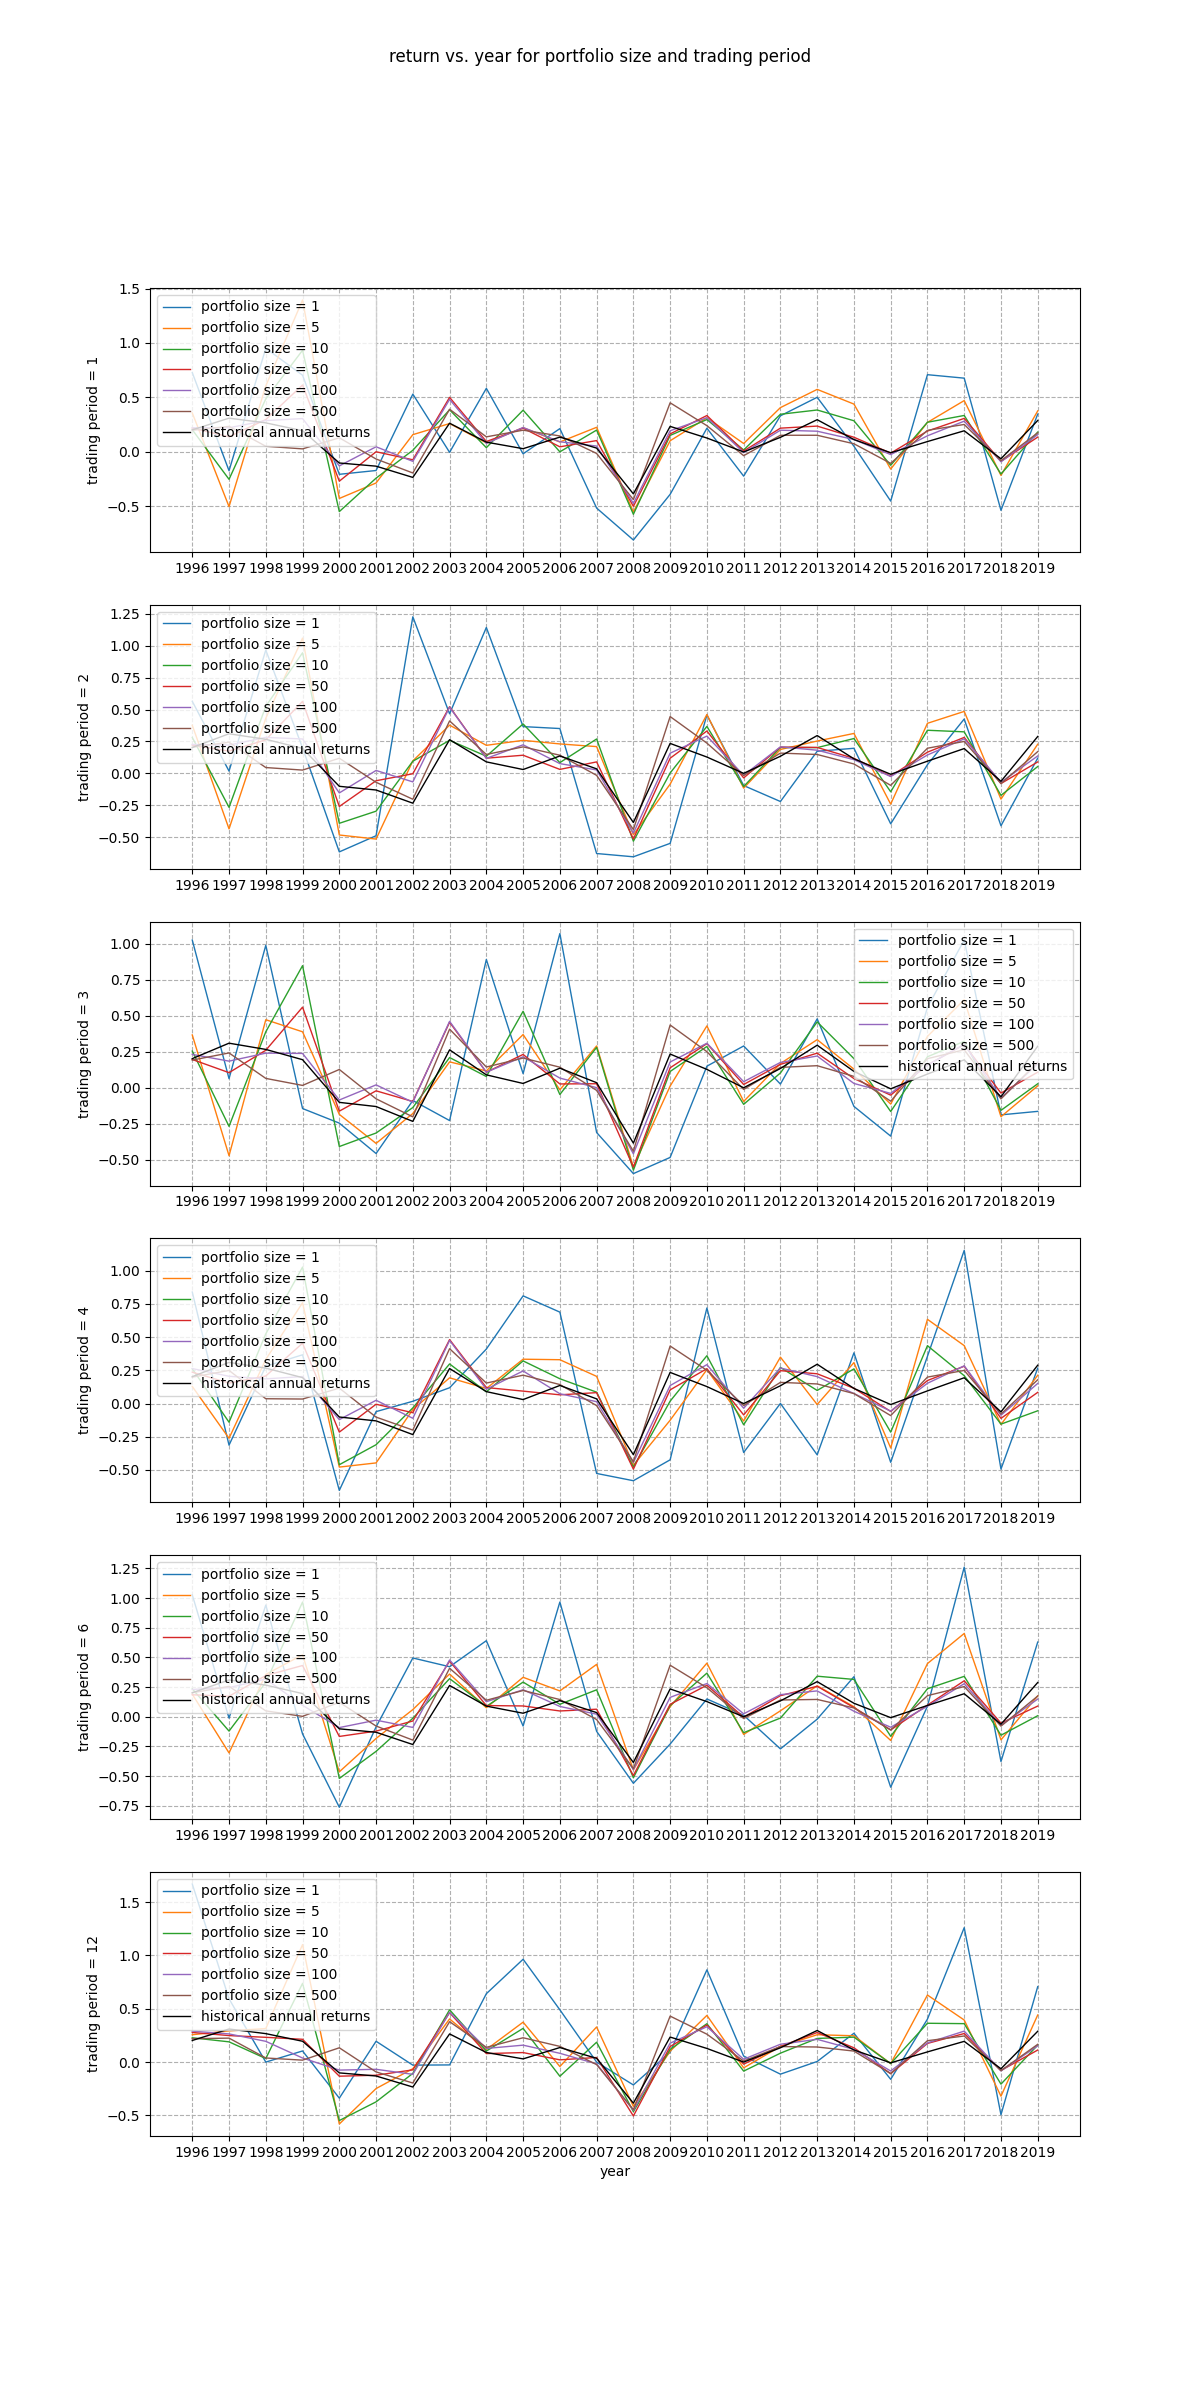 return vs. year for portfolio size and trading period
trading period = 1
1.5
1.0
0.5
0.0
−0.5
portfolio size = 1
portfolio size = 5
portfolio size = 10
portfolio size = 50
portfolio size = 100
portfolio size = 500
historical annual returns
1996 1997 1998 1999 2000 2001 2002 2003 2004 2005 2006 2007 2008 2009 2010 2011 2012 2013 2014 2015 2016 2017 2018 2019
trading period = 2
1.25
1.00
0.75
0.50
0.25
0.00
−0.25
−0.50
portfolio size = 1
portfolio size = 5
portfolio size = 10
portfolio size = 50
portfolio size = 100
portfolio size = 500
historical annual returns
1996 1997 1998 1999 2000 2001 2002 2003 2004 2005 2006 2007 2008 2009 2010 2011 2012 2013 2014 2015 2016 2017 2018 2019
trading period = 3
1.00
0.75
0.50
0.25
0.00
−0.25
−0.50
portfolio size = 1
portfolio size = 5
portfolio size = 10
portfolio size = 50
portfolio size = 100
portfolio size = 500
historical annual returns
1996 1997 1998 1999 2000 2001 2002 2003 2004 2005 2006 2007 2008 2009 2010 2011 2012 2013 2014 2015 2016 2017 2018 2019
trading period = 4
1.00
0.75
0.50
0.25
0.00
−0.25
−0.50
portfolio size = 1
portfolio size = 5
portfolio size = 10
portfolio size = 50
portfolio size = 100
portfolio size = 500
historical annual returns
1996 1997 1998 1999 2000 2001 2002 2003 2004 2005 2006 2007 2008 2009 2010 2011 2012 2013 2014 2015 2016 2017 2018 2019
trading period = 6
1.25
1.00
0.75
0.50
0.25
0.00
−0.25
−0.50
−0.75
portfolio size = 1
portfolio size = 5
portfolio size = 10
portfolio size = 50
portfolio size = 100
portfolio size = 500
historical annual returns
1996 1997 1998 1999 2000 2001 2002 2003 2004 2005 2006 2007 2008 2009 2010 2011 2012 2013 2014 2015 2016 2017 2018 2019
trading period = 12
1.5
1.0
0.5
0.0
−0.5
portfolio size = 1
portfolio size = 5
portfolio size = 10
portfolio size = 50
portfolio size = 100
portfolio size = 500
historical annual returns
1996 1997 1998 1999 2000 2001 2002 2003 2004 2005 2006 2007 2008 2009 2010 2011 2012 2013 2014 2015 2016 2017 2018 2019
year